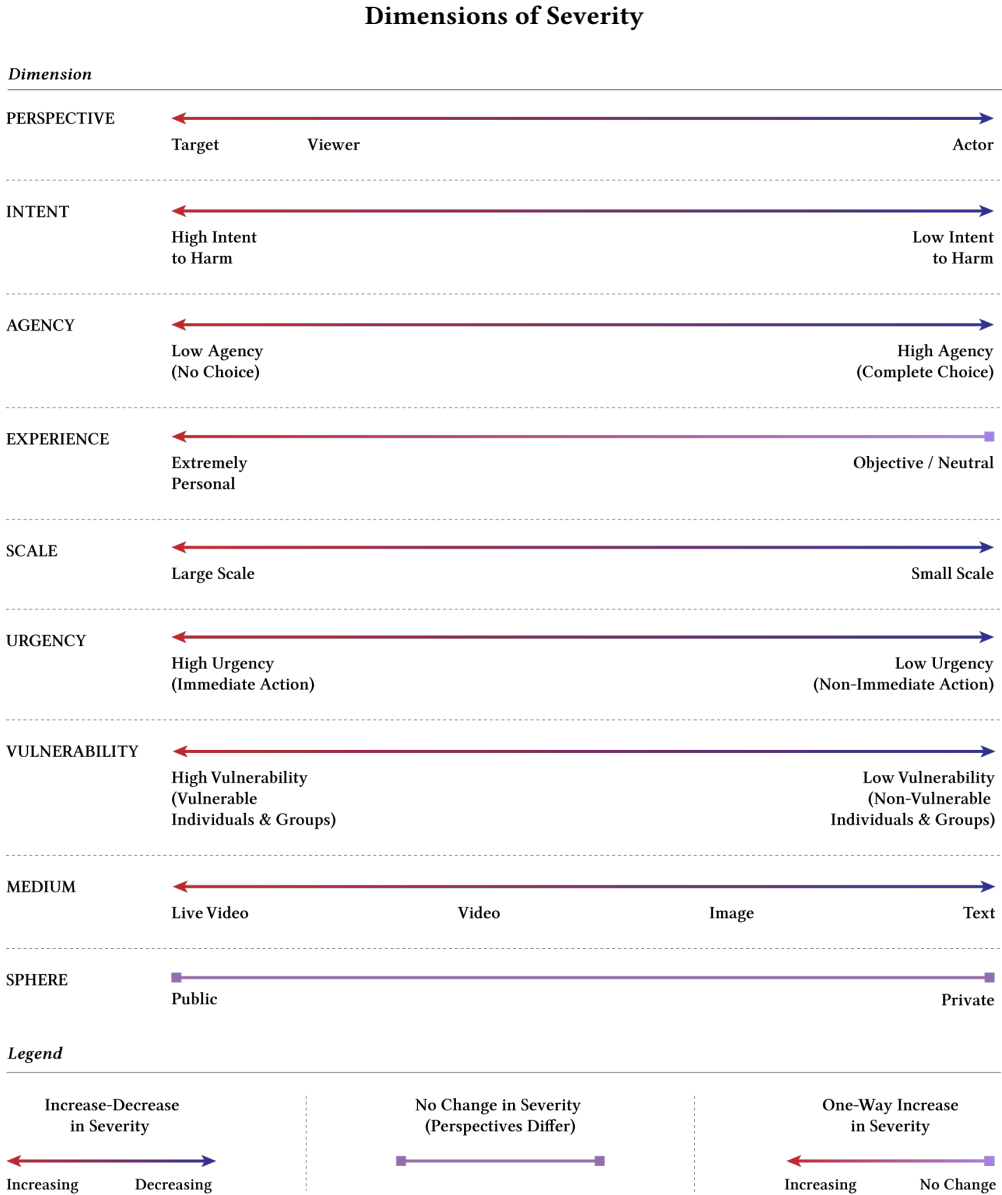 Dimensions of Severity
Dimension
PERSPECTIVE
Target Viewer Actor
INTENT
High Intent
to Harm
Low Intent
to Harm
AGENCY
Low Agency
(No Choice)
High Agency
(Complete Choice)
EXPERIENCE
Extremely
Personal
Objective / Neutral
SCALE
Large Scale Small Scale
URGENCY
High Urgency
(Immediate Action)
Low Urgency
(Non-Immediate Action)
VULNERABILITY
High Vulnerability
(Vulnerable
Individuals & Groups)
Low Vulnerability
(Non-Vulnerable
Individuals & Groups)
MEDIUM
Live Video Video Image Text
SPHERE
Public Private
Legend
Increase-Decrease
in Severity
Increasing Decreasing
No Change in Severity
(Perspectives Differ)
One-Way Increase
in Severity
Increasing No Change